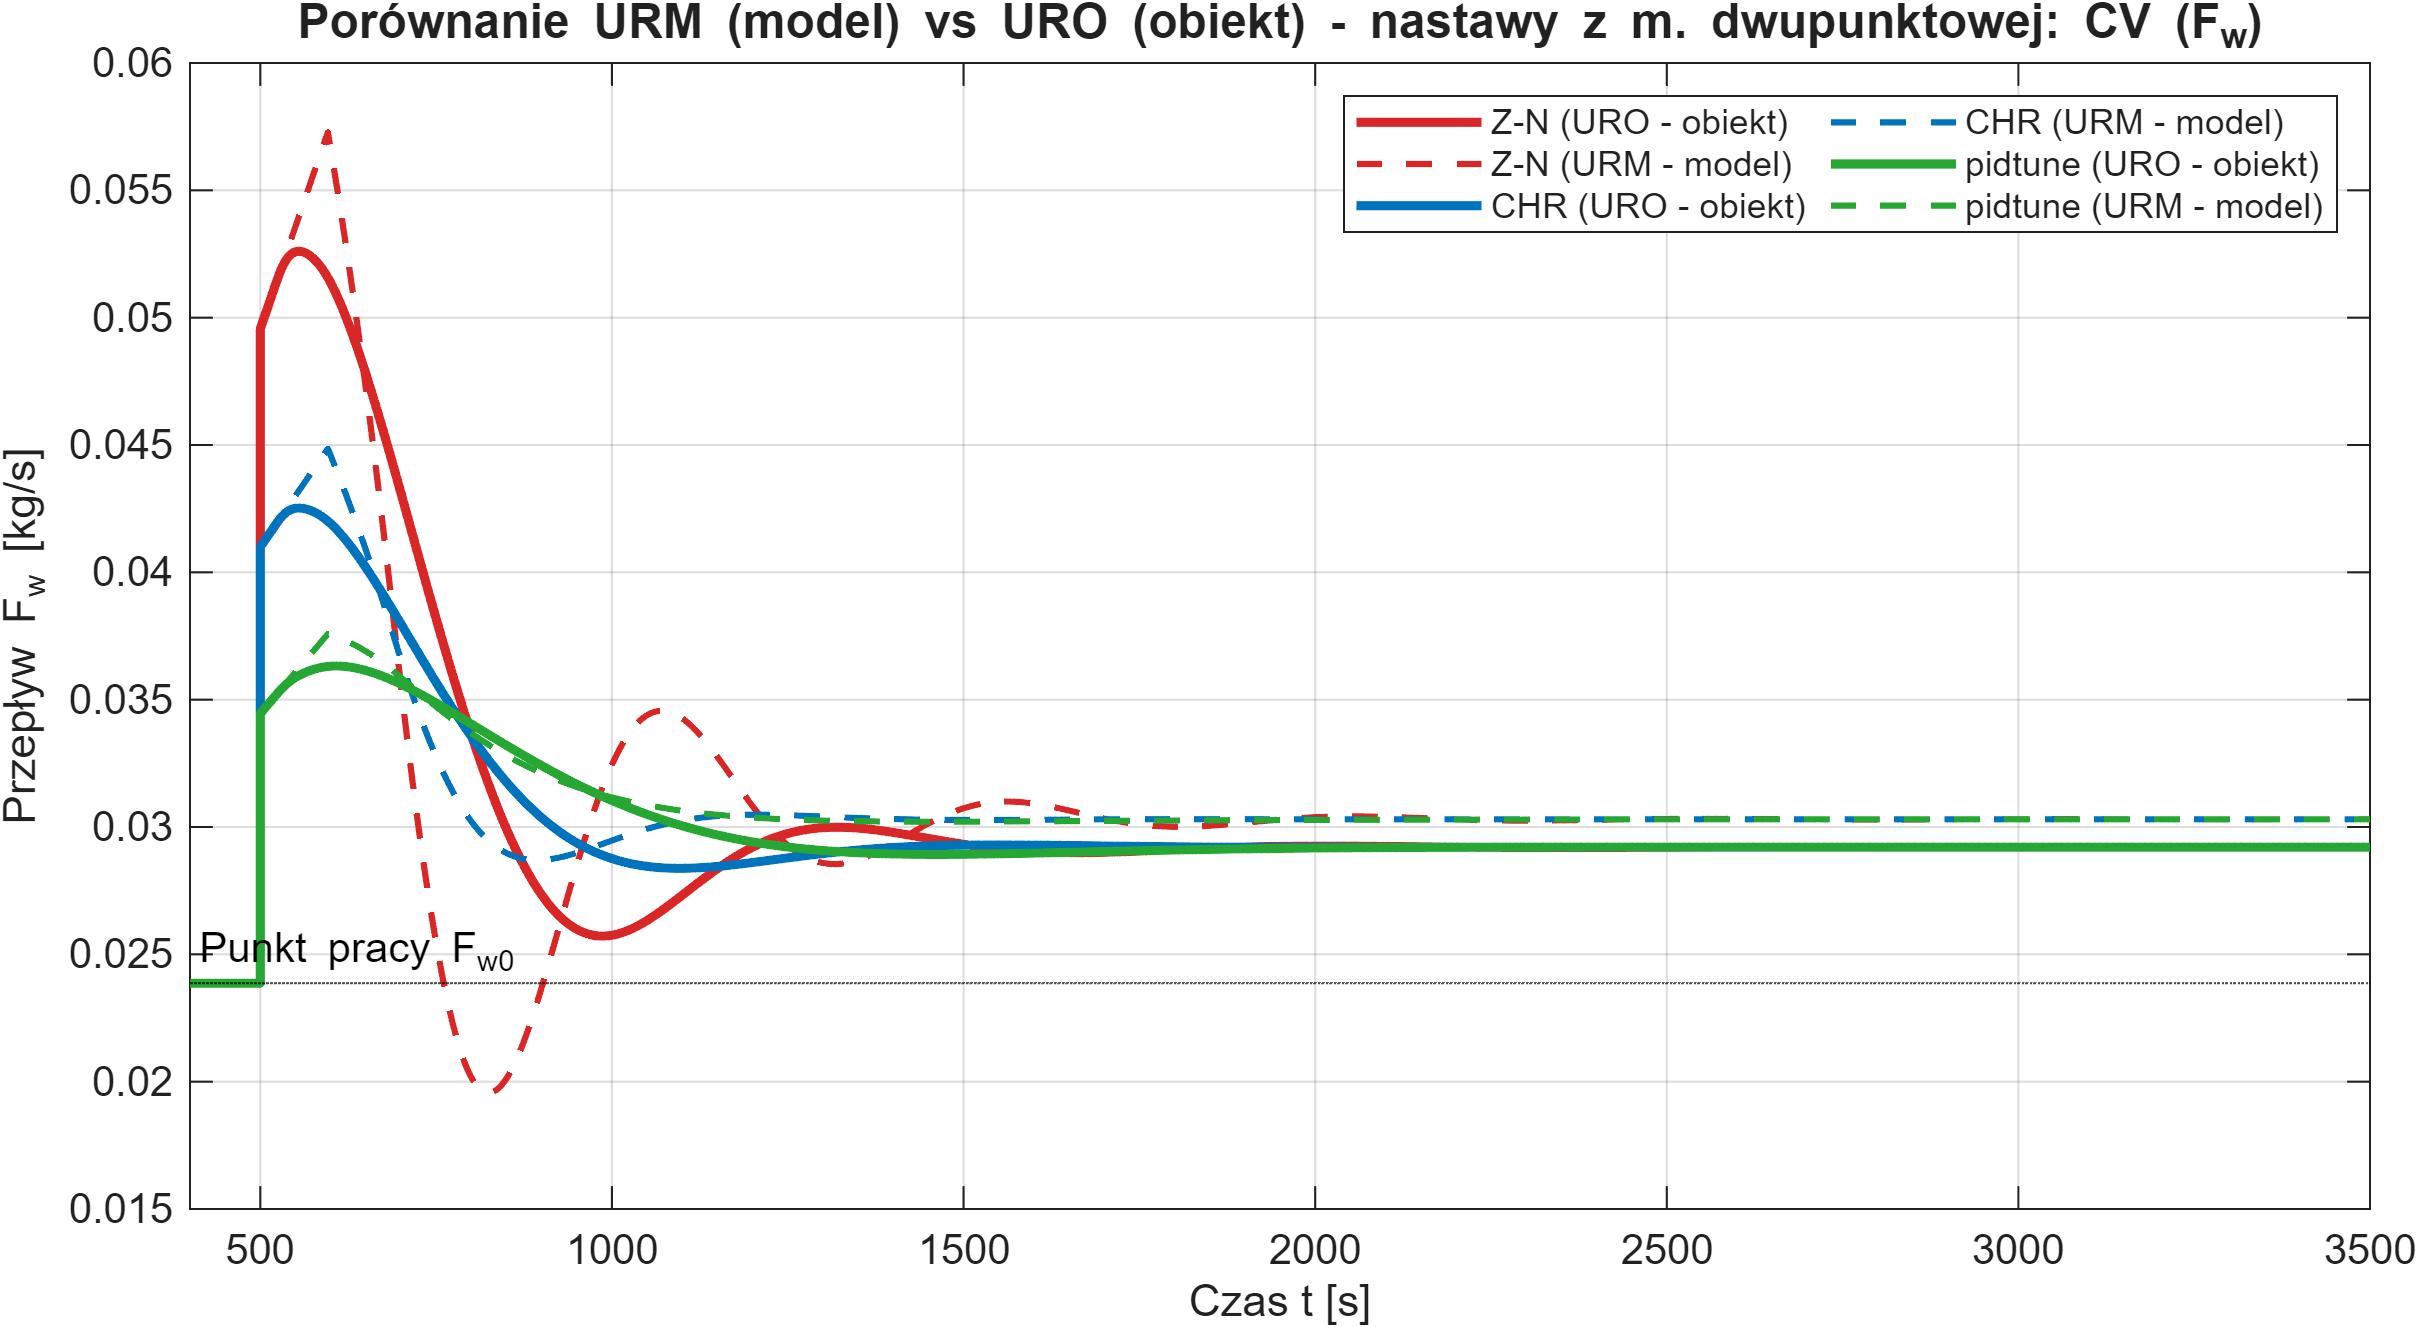 Porównanie URM (model) vs URO (obiekt) - nastawy z m. dwupunktowej: CV (Fw)
0.06
0.055
0.05
0.045
0.04
0.035
0.03
0.025
0.02
0.015
Przepływ Fw [kg/s]
Z-N (URO - obiekt)
Z-N (URM - model)
CHR (URO - obiekt)
CHR (URM - model)
pidtune (URO - obiekt)
pidtune (URM - model)
Punkt pracy Fw0
500 1000 1500 2000 2500 3000 3500
Czas t [s]